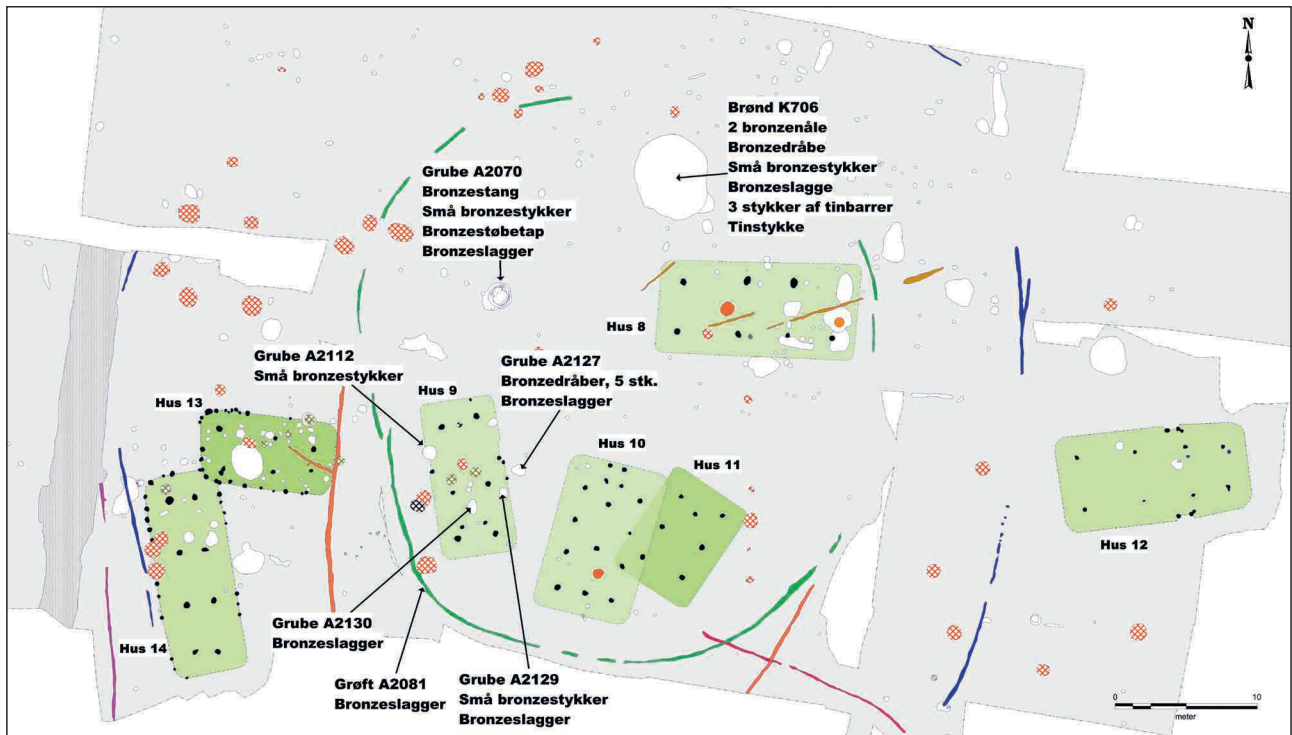 N
Brønd K706
2 bronzenåle
Bronzedråbe
Små bronzestykker
Bronzeslagge
3 stykker af tinbarrer
Tinstykke
Grube A2070
Bronzestang
Små bronzestykker
Bronzestøbetap
Bronzeslagger
Hus 8
Grube A2112
Små bronzestykker
Hus 9
Grube A2127
Bronzedråber, 5 stk.
Bronzeslagger
Hus 13
Hus 10
Hus 11
Hus 12
Hus 14
Grube A2130
Bronzeslagger
Grøft A2081
Bronzeslagger
Grube A2129
Små bronzestykker
Bronzeslagger
0 10
meter